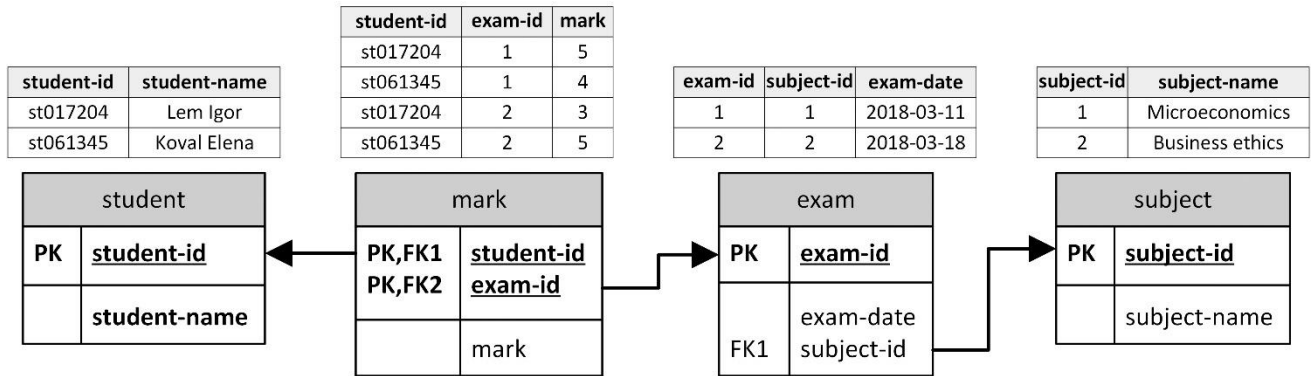 student-id exam-id mark
st017204 1 5
st061345 1 4
st017204 2 3
st061345 2 5
student-id student-name
st017204 Lem Igor
st061345 Koval Elena
exam-id subject-id exam-date
1 1 2018-03-11
2 2 2018-03-18
subject-id subject-name
1 Microeconomics
2 Business ethics
student
PK student-id
student-name
mark
PK,FK1 student-id
PK,FK2 exam-id
mark
exam
PK exam-id
exam-date
FK1 subject-id
subject
PK subject-id
subject-name